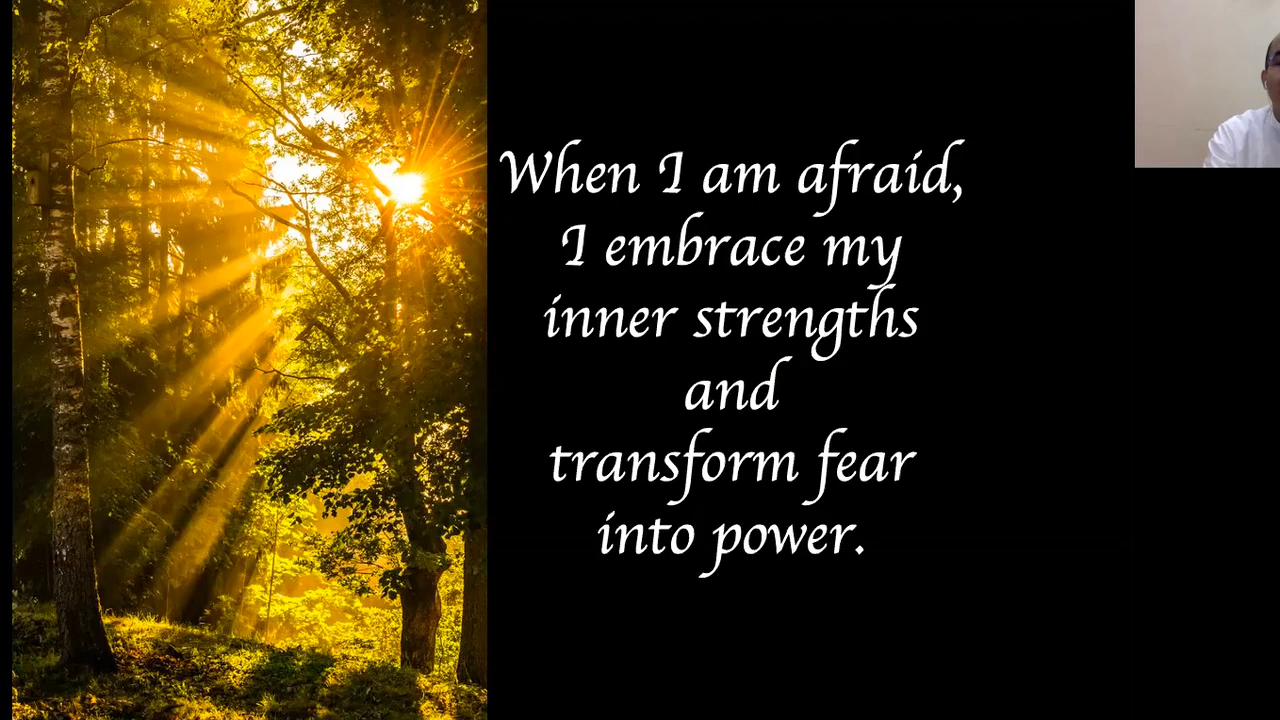 When I am afraid,
I embrace my
inner strengths
and
transform fear
into power.